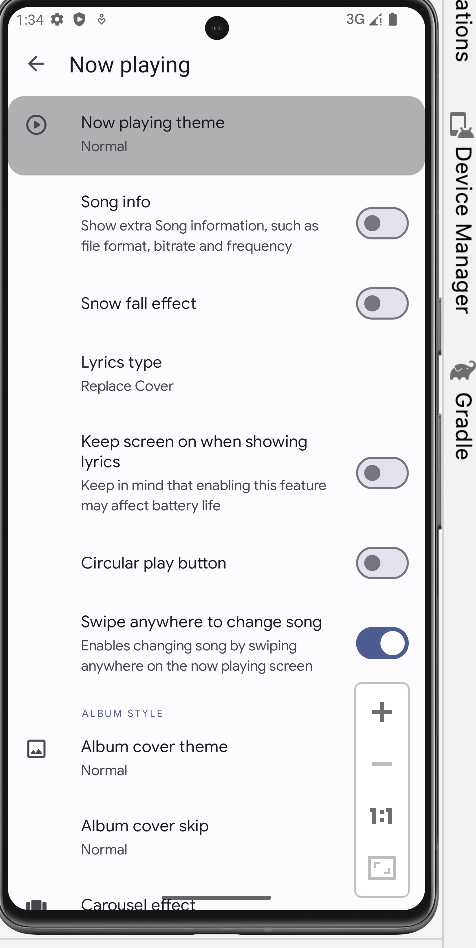 1:34
3G
Now playing
Now playing theme
Normal
Song info
Show extra Song information, such as
file format, bitrate and frequency
Snow fall effect
Lyrics type
Replace Cover
Keep screen on when showing
lyrics
Keep in mind that enabling this feature
may affect battery life
Circular play button
Swipe anywhere to change song
Enables changing song by swiping
anywhere on the now playing screen
ALBUM STYLE
Album cover theme
Normal
Album cover skip
Normal
Carousel effect
1:1
ations
Device Manager
Gradle